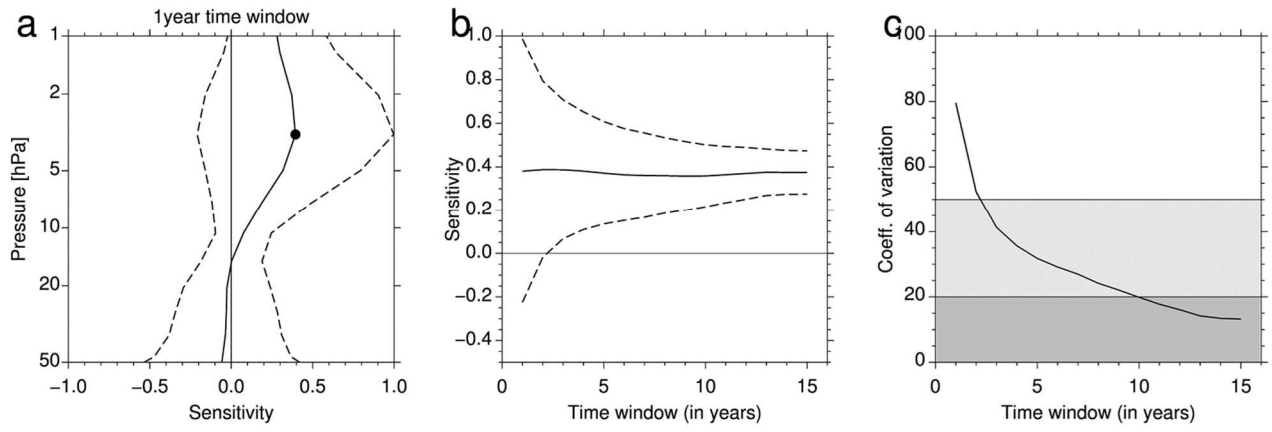 a
1year time window
1
2
5
10
20
50
Pressure [hPa]
−1.0 −0.5 0.0 0.5 1.0
Sensitivity
b
1.0
0.8
0.6
0.4
0.2
0.0
−0.2
−0.4
Sensitivity
0 5 10 15
Time window (in years)
c
100
80
60
40
20
0
Coeff. of variation
0 5 10 15
Time window (in years)